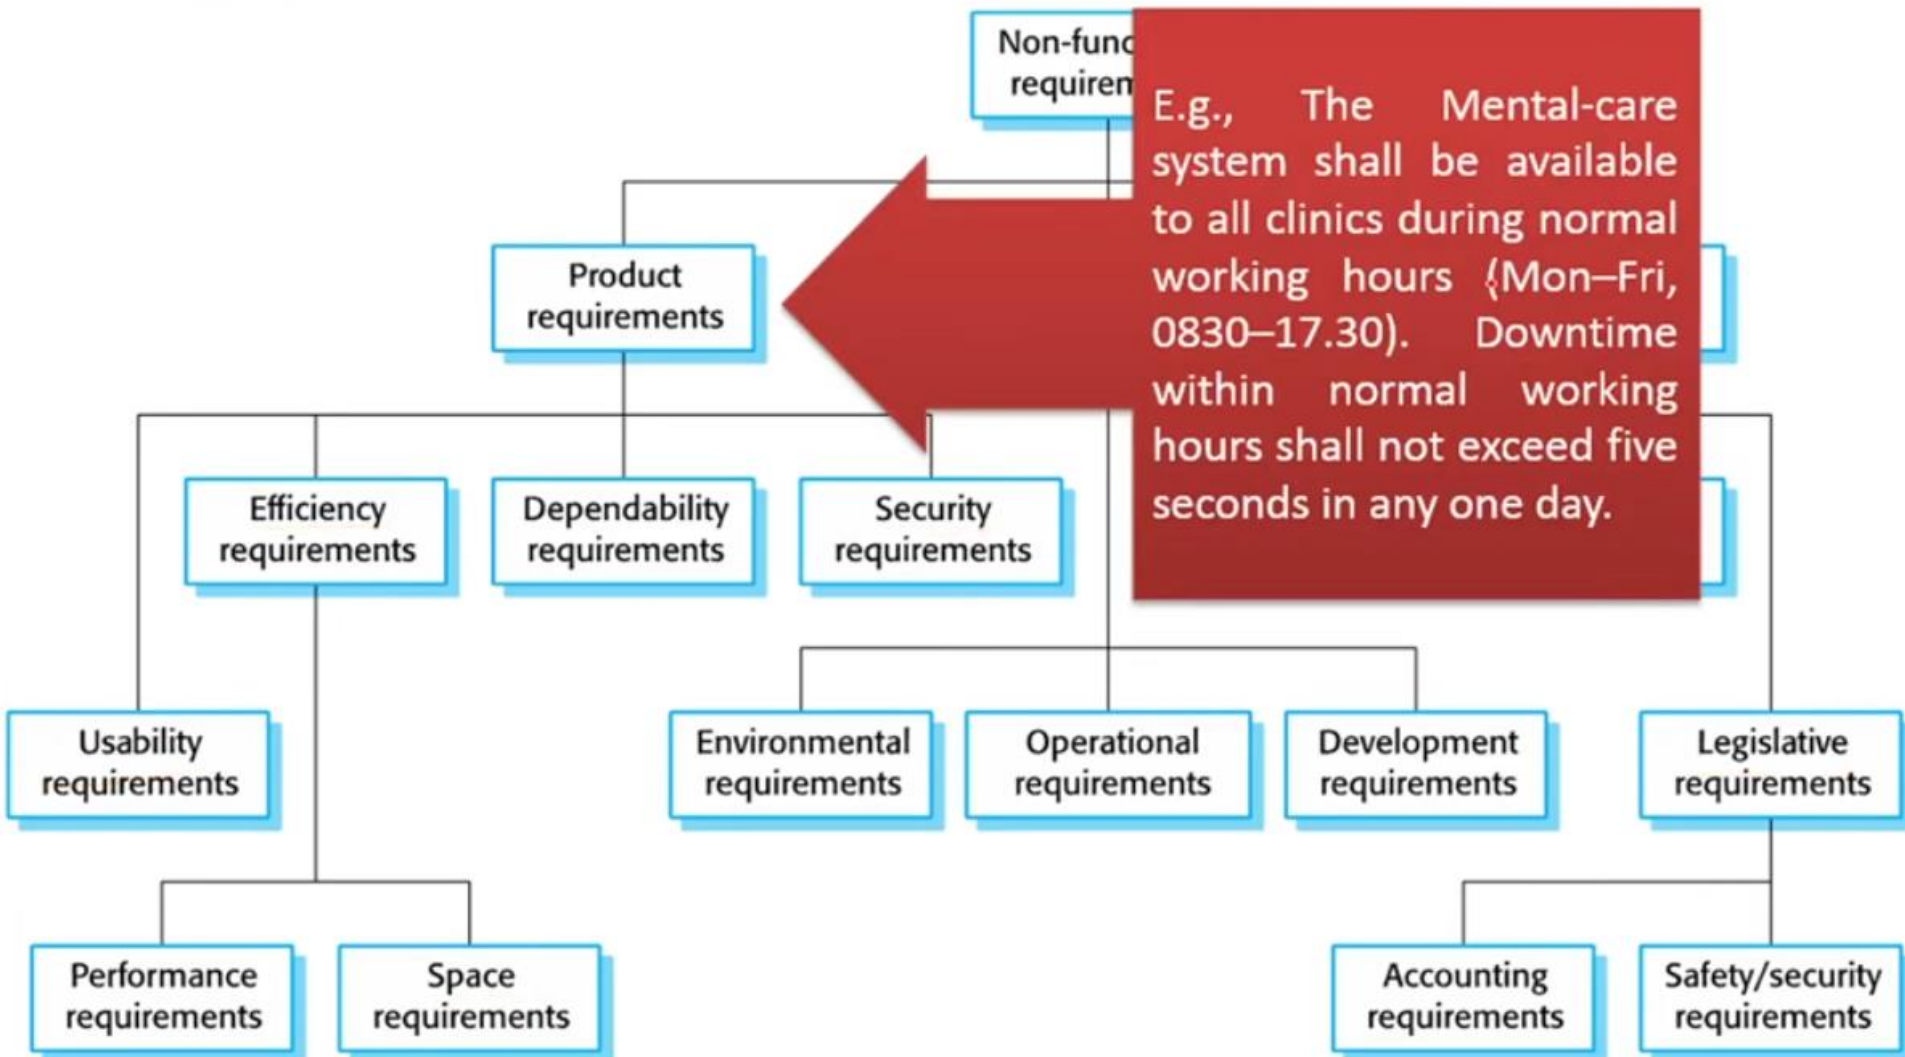 Non-func
requirem
E.g., The Mental-care
system shall be available
to all clinics during normal
working hours (Mon–Fri,
0830–17.30). Downtime
within normal working
hours shall not exceed five
seconds in any one day.
Product
requirements
Efficiency
requirements
Dependability
requirements
Security
requirements
Usability
requirements
Environmental
requirements
Operational
requirements
Development
requirements
Legislative
requirements
Performance
requirements
Space
requirements
Accounting
requirements
Safety/security
requirements